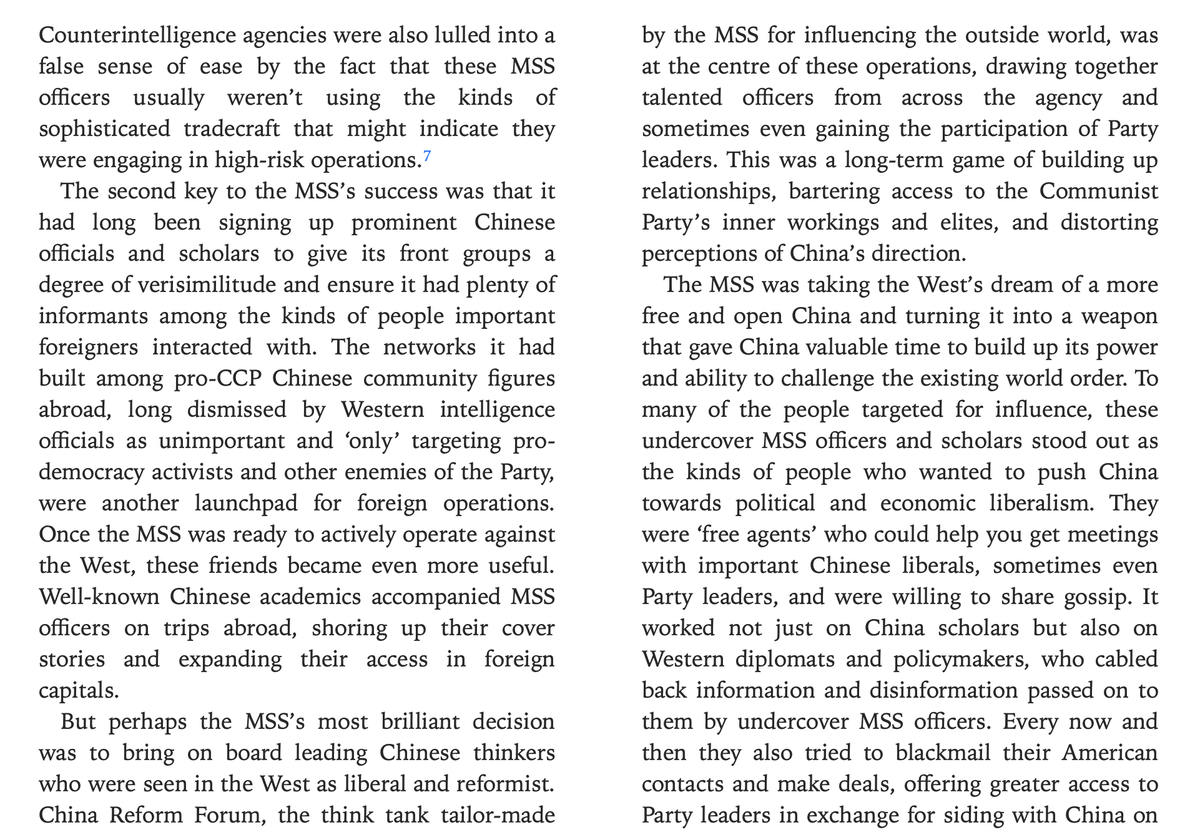 Counterintelligence agencies were also lulled into a
false sense of ease by the fact that these MSS
officers usually weren’t using the kinds of
sophisticated tradecraft that might indicate they
were engaging in high-risk operations.7
The second key to the MSS’s success was that it
had long been signing up prominent Chinese
officials and scholars to give its front groups a
degree of verisimilitude and ensure it had plenty of
informants among the kinds of people important
foreigners interacted with. The networks it had
built among pro-CCP Chinese community figures
abroad, long dismissed by Western intelligence
officials as unimportant and ‘only’ targeting pro-
democracy activists and other enemies of the Party,
were another launchpad for foreign operations.
Once the MSS was ready to actively operate against
the West, these friends became even more useful.
Well-known Chinese academics accompanied MSS
officers on trips abroad, shoring up their cover
stories and expanding their access in foreign
capitals.
But perhaps the MSS’s most brilliant decision
was to bring on board leading Chinese thinkers
who were seen in the West as liberal and reformist.
China Reform Forum, the think tank tailor-made
by the MSS for influencing the outside world, was
at the centre of these operations, drawing together
talented officers from across the agency and
sometimes even gaining the participation of Party
leaders. This was a long-term game of building up
relationships, bartering access to the Communist
Party’s inner workings and elites, and distorting
perceptions of China’s direction.
The MSS was taking the West’s dream of a more
free and open China and turning it into a weapon
that gave China valuable time to build up its power
and ability to challenge the existing world order. To
many of the people targeted for influence, these
undercover MSS officers and scholars stood out as
the kinds of people who wanted to push China
towards political and economic liberalism. They
were ‘free agents’ who could help you get meetings
with important Chinese liberals, sometimes even
Party leaders, and were willing to share gossip. It
worked not just on China scholars but also on
Western diplomats and policymakers, who cabled
back information and disinformation passed on to
them by undercover MSS officers. Every now and
then they also tried to blackmail their American
contacts and make deals, offering greater access to
Party leaders in exchange for siding with China on